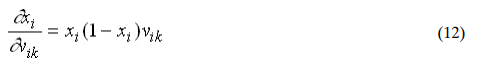 ∂x_i / ∂v_ik = x_i(1 − x_i)v_ik (12)